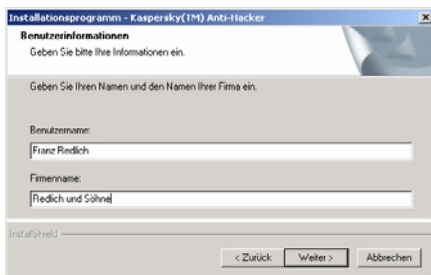 Installationsprogramm - Kaspersky(TM) Anti-Hacker
Benutzerinformationen
Geben Sie bitte Ihre Informationen ein.
Geben Sie Ihren Namen und den Namen Ihrer Firma ein.
Benutzername:
Franz Redlich
Firmenname:
Redlich und Söhne
InstallShield
< Zurück
Weiter >
Abbrechen